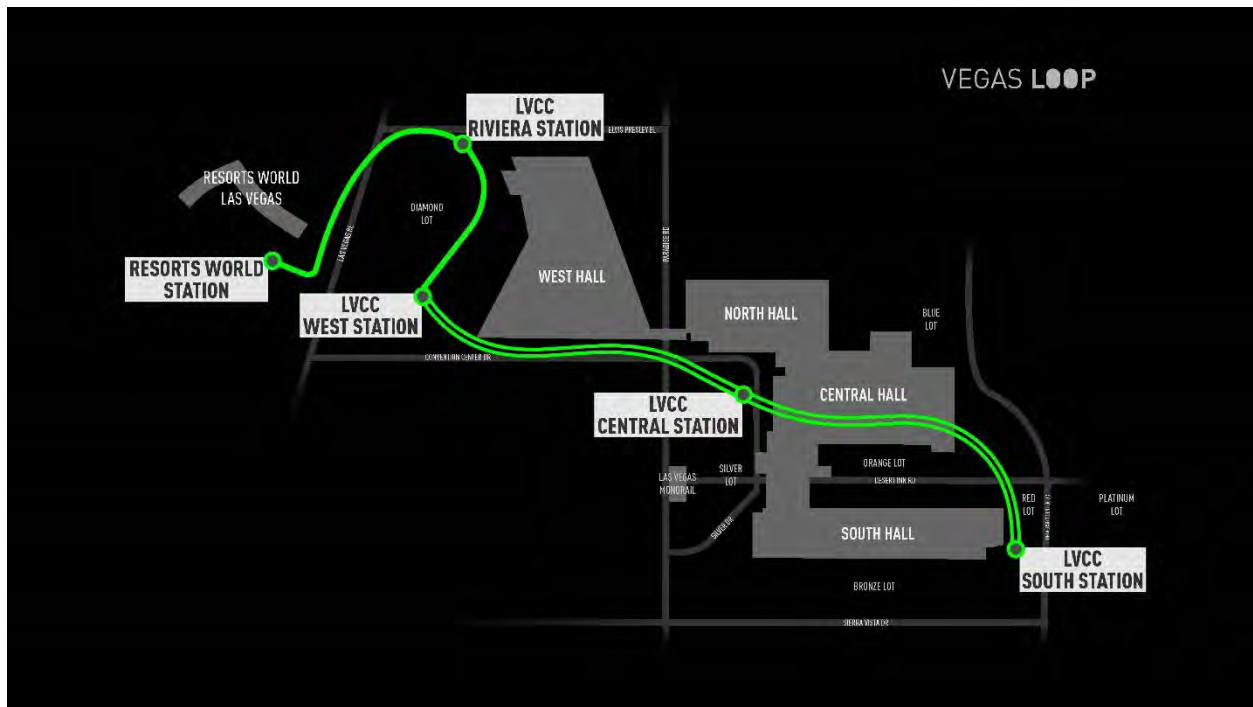 VEGAS LOOP
LVCC
RIVIERA STATION
ELVIS PRESLEY BL
RESORTS WORLD
LAS VEGAS
DIAMOND
LOT
LAS VEGAS BL
PARADISE RD
RESORTS WORLD
STATION
LVCC
WEST STATION
WEST HALL
NORTH HALL
BLUE
LOT
CONVENTION CENTER DR
CENTRAL HALL
LVCC
CENTRAL STATION
ORANGE LOT
LAS VEGAS
MONORAIL
SILVER
LOT
DESERT INN RD
RED
LOT
PLATINUM
LOT
SILVER DR
SOUTH HALL
LVCC
SOUTH STATION
BRONZE LOT
SIERRA VISTA DR